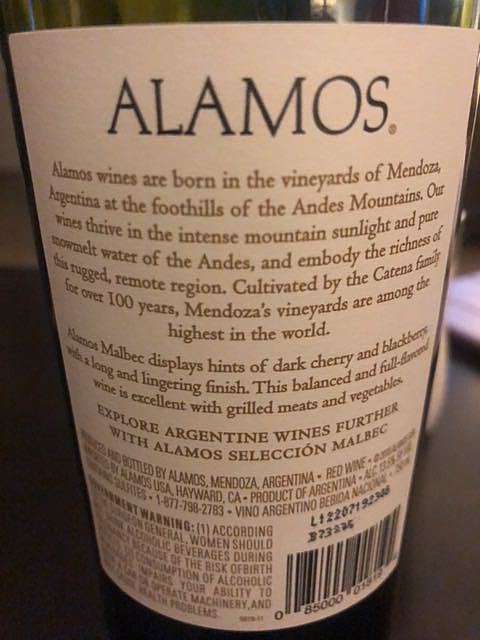 ALAMOS®
Alamos wines are born in the vineyards of Mendoza,
Argentina at the foothills of the Andes Mountains. Our
wines thrive in the intense mountain sunlight and pure
snowmelt water of the Andes, and embody the richness of
this rugged, remote region. Cultivated by the Catena family
for over 100 years, Mendoza's vineyards are among the
highest in the world.
Alamos Malbec displays hints of dark cherry and blackberry,
with a long and lingering finish. This balanced and full-flavored
wine is excellent with grilled meats and vegetables.
EXPLORE ARGENTINE WINES FURTHER
WITH ALAMOS SELECCIÓN MALBEC
PRODUCED AND BOTTLED BY ALAMOS, MENDOZA, ARGENTINA • RED WINE •
IMPORTED BY ALAMOS USA, HAYWARD, CA • PRODUCT OF ARGENTINA • ALC.
SULFITES • 1-877-798-2783 • VINO ARGENTINO BEBIDA NACIONAL •
GOVERNMENT WARNING: (1) ACCORDING
GENERAL, WOMEN SHOULD
ALCOHOLIC BEVERAGES DURING
BECAUSE OF THE RISK OF BIRTH
CONSUMPTION OF ALCOHOLIC
IMPAIRS YOUR ABILITY TO
OR OPERATE MACHINERY, AND
HEALTH PROBLEMS.
0 85000